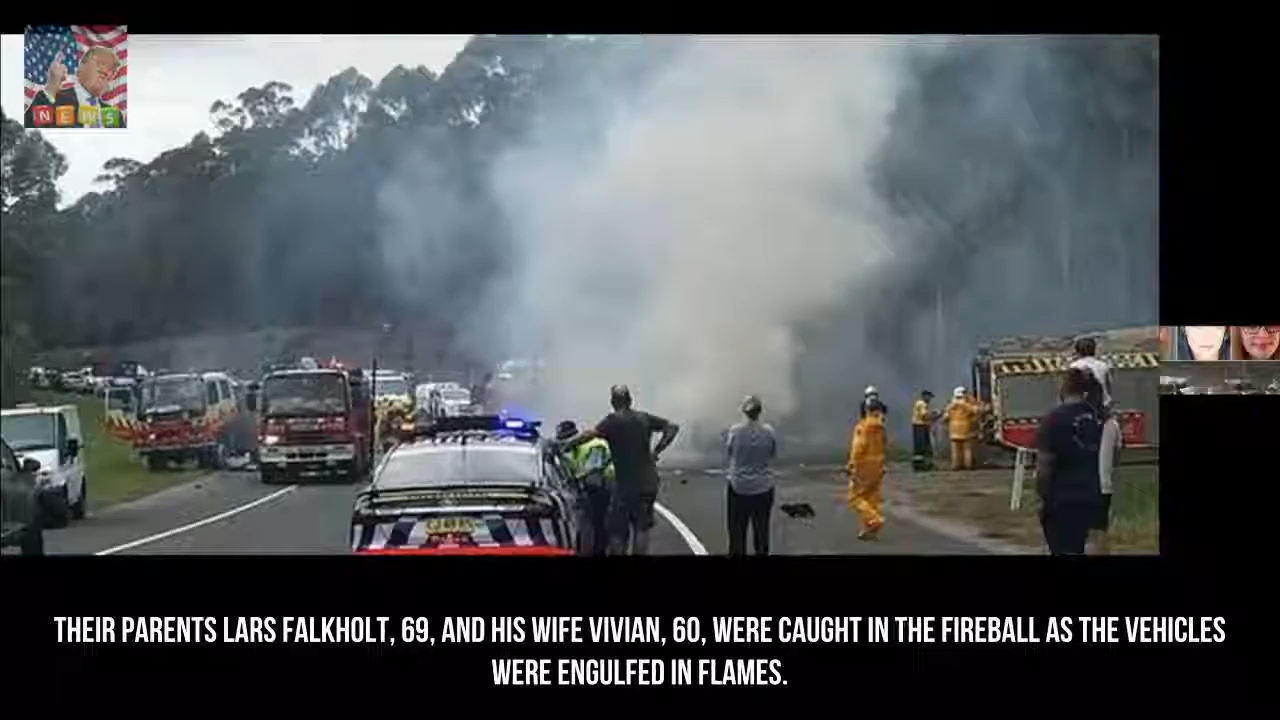 NEWS
THEIR PARENTS LARS FALKHOLT, 69, AND HIS WIFE VIVIAN, 60, WERE CAUGHT IN THE FIREBALL AS THE VEHICLES
WERE ENGULFED IN FLAMES.